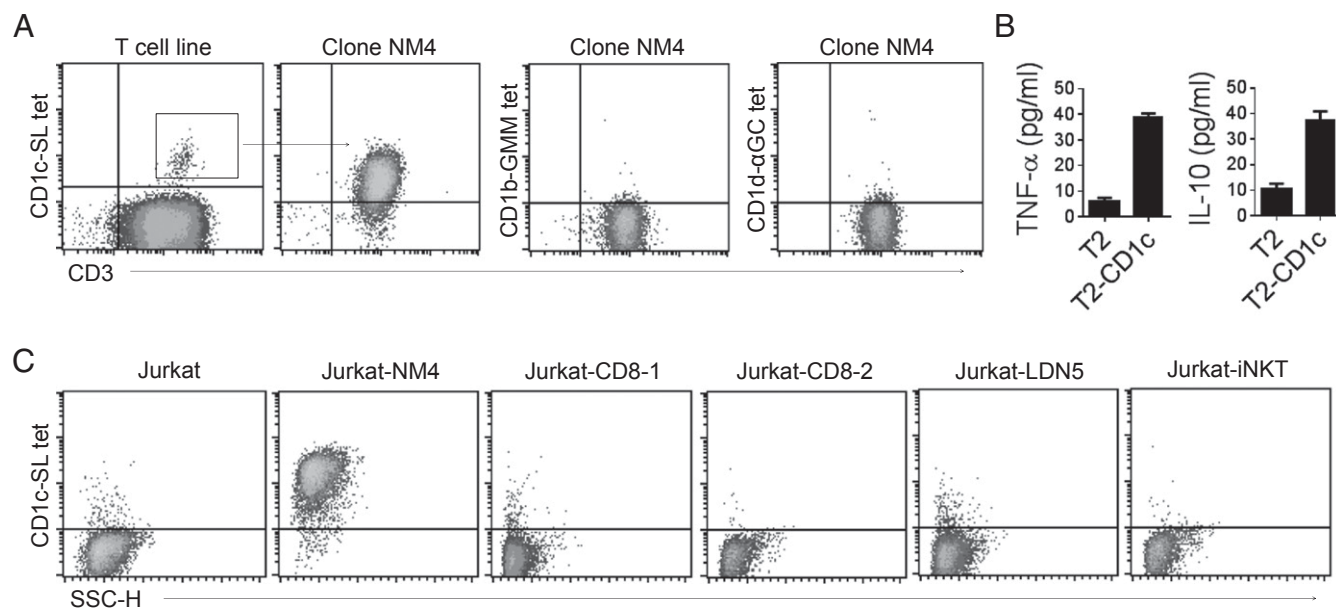 A
T cell line
Clone NM4
Clone NM4
Clone NM4
CD1c-SL tet
CD1b-GMM tet
CD1d-αGC tet
CD3
B
TNF-α (pg/ml)
50
40
30
20
10
0
T2
T2-CD1c
IL-10 (pg/ml)
50
40
30
20
10
0
T2
T2-CD1c
C
Jurkat
Jurkat-NM4
Jurkat-CD8-1
Jurkat-CD8-2
Jurkat-LDN5
Jurkat-iNKT
CD1c-SL tet
SSC-H